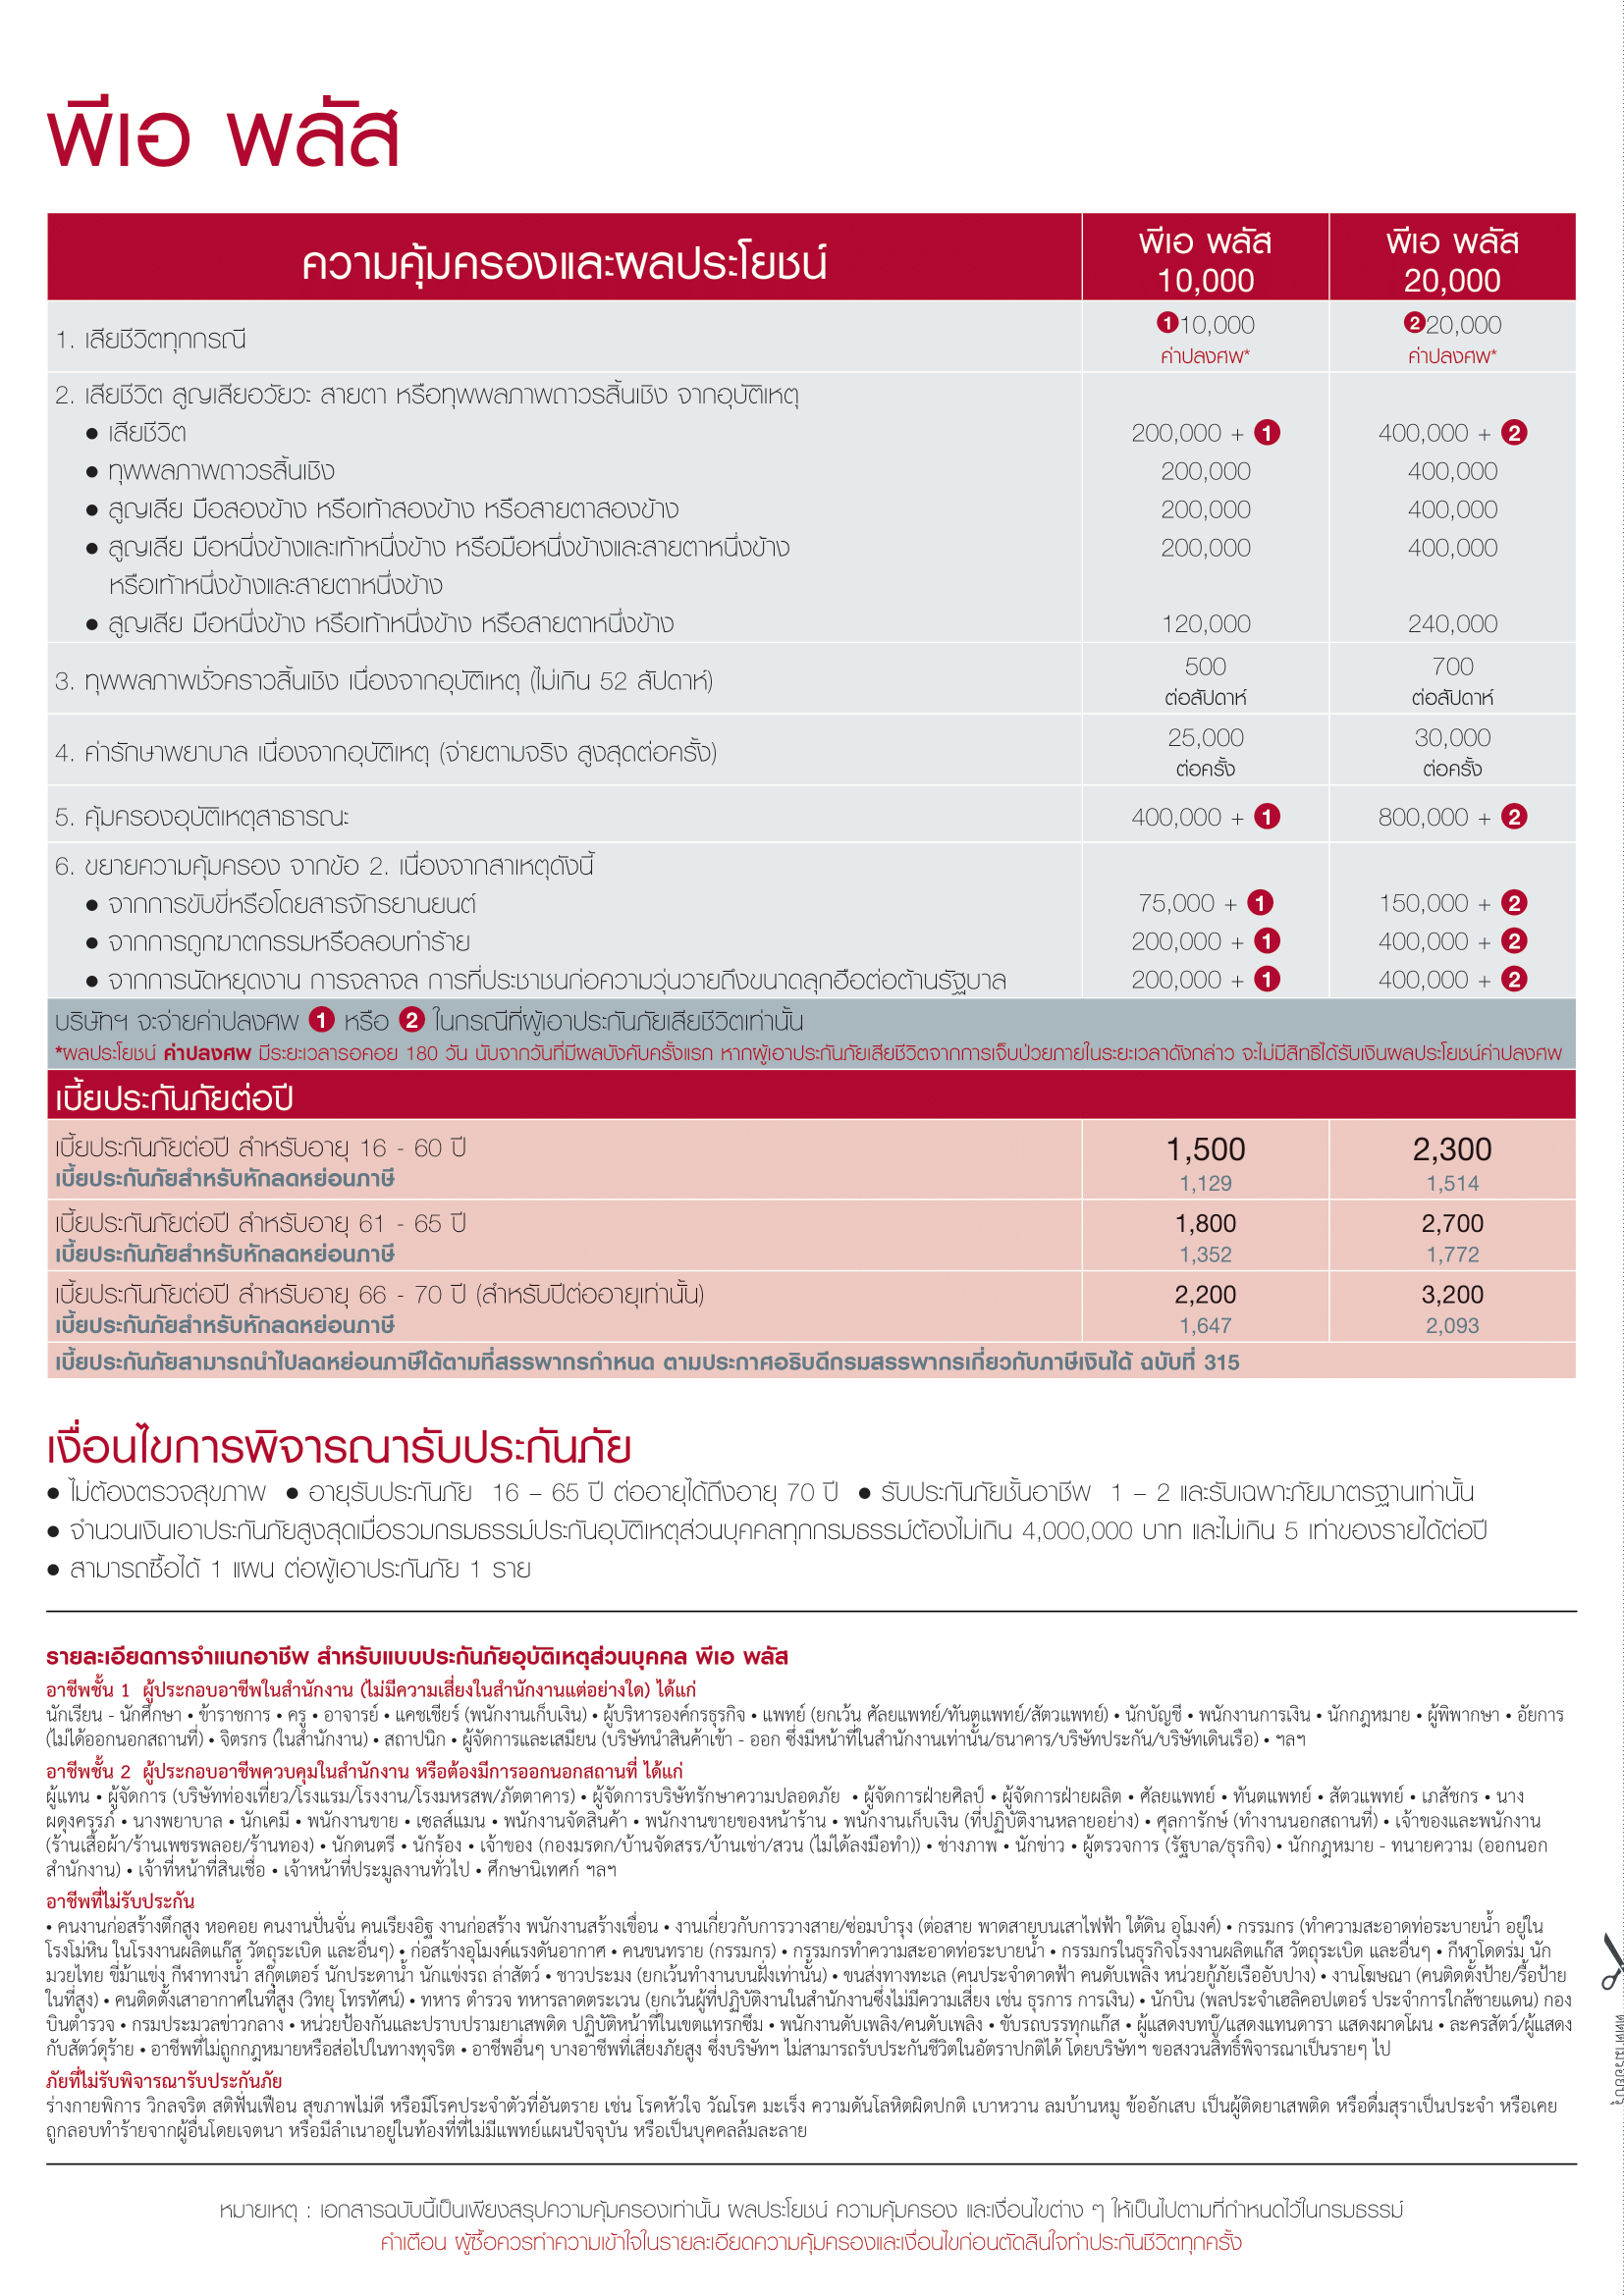 พีเอ พลัส
ความคุ้มครองและผลประโยชน์
พีเอ พลัส
10,000
พีเอ พลัส
20,000
1. เสียชีวิตทุกกรณี
1 10,000
ค่าปลงศพ*
2 20,000
ค่าปลงศพ*
2. เสียชีวิต สูญเสียอวัยวะ สายตา หรือทุพพลภาพถาวรสิ้นเชิง จากอุบัติเหตุ
● เสียชีวิต 200,000 + 1 400,000 + 2
● ทุพพลภาพถาวรสิ้นเชิง 200,000 400,000
● สูญเสีย มือสองข้าง หรือเท้าสองข้าง หรือสายตาสองข้าง 200,000 400,000
● สูญเสีย มือหนึ่งข้างและเท้าหนึ่งข้าง หรือมือหนึ่งข้างและสายตาหนึ่งข้าง 200,000 400,000
หรือเท้าหนึ่งข้างและสายตาหนึ่งข้าง
● สูญเสีย มือหนึ่งข้าง หรือเท้าหนึ่งข้าง หรือสายตาหนึ่งข้าง 120,000 240,000
3. ทุพพลภาพชั่วคราวสิ้นเชิง เนื่องจากอุบัติเหตุ (ไม่เกิน 52 สัปดาห์)
500
ต่อสัปดาห์
700
ต่อสัปดาห์
4. ค่ารักษาพยาบาล เนื่องจากอุบัติเหตุ (จ่ายตามจริง สูงสุดต่อครั้ง)
25,000
ต่อครั้ง
30,000
ต่อครั้ง
5. คุ้มครองอุบัติเหตุสาธารณะ 400,000 + 1 800,000 + 2
6. ขยายความคุ้มครอง จากข้อ 2. เนื่องจากสาเหตุดังนี้
● จากการขับขี่หรือโดยสารจักรยานยนต์ 75,000 + 1 150,000 + 2
● จากการถูกฆาตกรรมหรือลอบทำร้าย 200,000 + 1 400,000 + 2
● จากการนัดหยุดงาน การจลาจล การที่ประชาชนก่อความวุ่นวายถึงขนาดลุกฮือต่อต้านรัฐบาล 200,000 + 1 400,000 + 2
บริษัทฯ จะจ่ายค่าปลงศพ 1 หรือ 2 ในกรณีที่ผู้เอาประกันภัยเสียชีวิตเท่านั้น
*ผลประโยชน์ ค่าปลงศพ มีระยะเวลารอคอย 180 วัน นับจากวันที่มีผลบังคับครั้งแรก หากผู้เอาประกันภัยเสียชีวิตจากการเจ็บป่วยภายในระยะเวลาดังกล่าว จะไม่มีสิทธิได้รับเงินผลประโยชน์ค่าปลงศพ
เบี้ยประกันภัยต่อปี
เบี้ยประกันภัยต่อปี สำหรับอายุ 16 - 60 ปี 1,500 2,300
เบี้ยประกันภัยสำหรับหักลดหย่อนภาษี 1,129 1,514
เบี้ยประกันภัยต่อปี สำหรับอายุ 61 - 65 ปี 1,800 2,700
เบี้ยประกันภัยสำหรับหักลดหย่อนภาษี 1,352 1,772
เบี้ยประกันภัยต่อปี สำหรับอายุ 66 - 70 ปี (สำหรับปีต่ออายุเท่านั้น) 2,200 3,200
เบี้ยประกันภัยสำหรับหักลดหย่อนภาษี 1,647 2,093
เบี้ยประกันภัยสามารถนำไปลดหย่อนภาษีได้ตามที่สรรพากรกำหนด ตามประกาศอธิบดีกรมสรรพากรเกี่ยวกับภาษีเงินได้ ฉบับที่ 315
เงื่อนไขการพิจารณารับประกันภัย
● ไม่ต้องตรวจสุขภาพ ● อายุรับประกันภัย 16 – 65 ปี ต่ออายุได้ถึงอายุ 70 ปี ● รับประกันภัยชั้นอาชีพ 1 – 2 และรับเฉพาะภัยมาตรฐานเท่านั้น
● จำนวนเงินเอาประกันภัยสูงสุดเมื่อรวมกรมธรรม์ประกันอุบัติเหตุส่วนบุคคลทุกกรมธรรม์ต้องไม่เกิน 4,000,000 บาท และไม่เกิน 5 เท่าของรายได้ต่อปี
● สามารถซื้อได้ 1 แผน ต่อผู้เอาประกันภัย 1 ราย
รายละเอียดการจำแนกอาชีพ สำหรับแบบประกันภัยอุบัติเหตุส่วนบุคคล พีเอ พลัส
อาชีพชั้น 1 ผู้ประกอบอาชีพในสำนักงาน (ไม่มีความเสี่ยงในสำนักงานแต่อย่างใด) ได้แก่
นักเรียน - นักศึกษา • ข้าราชการ • ครู • อาจารย์ • แคชเชียร์ (พนักงานเก็บเงิน) • ผู้บริหารองค์กรธุรกิจ • แพทย์ (ยกเว้น ศัลยแพทย์/ทันตแพทย์/สัตวแพทย์) • นักบัญชี • พนักงานการเงิน • นักกฎหมาย • ผู้พิพากษา • อัยการ
(ไม่ได้ออกนอกสถานที่) • จิตรกร (ในสำนักงาน) • สถาปนิก • ผู้จัดการและเสมียน (บริษัทนำสินค้าเข้า - ออก ซึ่งมีหน้าที่ในสำนักงานเท่านั้น/ธนาคาร/บริษัทประกัน/บริษัทเดินเรือ) • ฯลฯ
อาชีพชั้น 2 ผู้ประกอบอาชีพควบคุมในสำนักงาน หรือต้องมีการออกนอกสถานที่ ได้แก่
ผู้แทน • ผู้จัดการ (บริษัทท่องเที่ยว/โรงแรม/โรงงาน/โรงมหรสพ/ภัตตาคาร) • ผู้จัดการบริษัทรักษาความปลอดภัย • ผู้จัดการฝ่ายศิลป์ • ผู้จัดการฝ่ายผลิต • ศัลยแพทย์ • ทันตแพทย์ • สัตวแพทย์ • เภสัชกร • นาง
ผดุงครรภ์ • นางพยาบาล • นักเคมี • พนักงานขาย • เซลส์แมน • พนักงานจัดสินค้า • พนักงานขายของหน้าร้าน • พนักงานเก็บเงิน (ที่ปฏิบัติงานหลายอย่าง) • ศุลการักษ์ (ทำงานนอกสถานที่) • เจ้าของและพนักงาน
(ร้านเสื้อผ้า/ร้านเพชรพลอย/ร้านทอง) • นักดนตรี • นักร้อง • เจ้าของ (กองมรดก/บ้านจัดสรร/บ้านเช่า/สวน (ไม่ได้ลงมือทำ)) • ช่างภาพ • นักข่าว • ผู้ตรวจการ (รัฐบาล/ธุรกิจ) • นักกฎหมาย - ทนายความ (ออกนอก
สำนักงาน) • เจ้าที่หน้าที่สินเชื่อ • เจ้าหน้าที่ประมูลงานทั่วไป • ศึกษานิเทศก์ ฯลฯ
อาชีพที่ไม่รับประกัน
• คนงานก่อสร้างตึกสูง หอคอย คนงานปั่นจั่น คนเรียงอิฐ งานก่อสร้าง พนักงานสร้างเขื่อน • งานเกี่ยวกับการวางสาย/ซ่อมบำรุง (ต่อสาย พาดสายบนเสาไฟฟ้า ใต้ดิน อุโมงค์) • กรรมกร (ทำความสะอาดท่อระบายน้ำ อยู่ใน
โรงโม่หิน ในโรงงานผลิตแก๊ส วัตถุระเบิด และอื่นๆ) • ก่อสร้างอุโมงค์แรงดันอากาศ • คนขนทราย (กรรมกร) • กรรมกรทำความสะอาดท่อระบายน้ำ • กรรมกรในธุรกิจโรงงานผลิตแก๊ส วัตถุระเบิด และอื่นๆ • กีฬาโดดร่ม นัก
มวยไทย ขี่ม้าแข่ง กีฬาทางน้ำ สกู๊ตเตอร์ นักประดาน้ำ นักแข่งรถ ล่าสัตว์ • ชาวประมง (ยกเว้นทำงานบนฝั่งเท่านั้น) • ขนส่งทางทะเล (คนประจำดาดฟ้า คนดับเพลิง หน่วยกู้ภัยเรืออับปาง) • งานโฆษณา (คนติดตั้งป้าย/รื้อป้าย
ในที่สูง) • คนติดตั้งเสาอากาศในที่สูง (วิทยุ โทรทัศน์) • ทหาร ตำรวจ ทหารลาดตระเวน (ยกเว้นผู้ที่ปฏิบัติงานในสำนักงานซึ่งไม่มีความเสี่ยง เช่น ธุรการ การเงิน) • นักบิน (พลประจำเฮลิคอปเตอร์ ประจำการใกล้ชายแดน) กอง
บินตำรวจ • กรมประมวลข่าวกลาง • หน่วยป้องกันและปราบปรามยาเสพติด ปฏิบัติหน้าที่ในเขตแทรกซึม • พนักงานดับเพลิง/คนดับเพลิง • ขับรถบรรทุกแก๊ส • ผู้แสดงบทบู๊/แสดงแทนดารา แสดงผาดโผน • ละครสัตว์/ผู้แสดง
กับสัตว์ดุร้าย • อาชีพที่ไม่ถูกกฎหมายหรือส่อไปในทางทุจริต • อาชีพอื่นๆ บางอาชีพที่เสี่ยงภัยสูง ซึ่งบริษัทฯ ไม่สามารถรับประกันชีวิตในอัตราปกติได้ โดยบริษัทฯ ขอสงวนสิทธิ์พิจารณาเป็นรายๆ ไป
ภัยที่ไม่รับพิจารณารับประกันภัย
ร่างกายพิการ วิกลจริต สติฟั่นเฟือน สุขภาพไม่ดี หรือมีโรคประจำตัวที่อันตราย เช่น โรคหัวใจ วัณโรค มะเร็ง ความดันโลหิตผิดปกติ เบาหวาน ลมบ้านหมู ข้ออักเสบ เป็นผู้ติดยาเสพติด หรือดื่มสุราเป็นประจำ หรือเคย
ถูกลอบทำร้ายจากผู้อื่นโดยเจตนา หรือมีลำเนาอยู่ในท้องที่ที่ไม่มีแพทย์แผนปัจจุบัน หรือเป็นบุคคลล้มละลาย
หมายเหตุ : เอกสารฉบับนี้เป็นเพียงสรุปความคุ้มครองเท่านั้น ผลประโยชน์ ความคุ้มครอง และเงื่อนไขต่าง ๆ ให้เป็นไปตามที่กำหนดไว้ในกรมธรรม์
คำเตือน ผู้ซื้อควรทำความเข้าใจในรายละเอียดความคุ้มครองและเงื่อนไขก่อนตัดสินใจทำประกันชีวิตทุกครั้ง